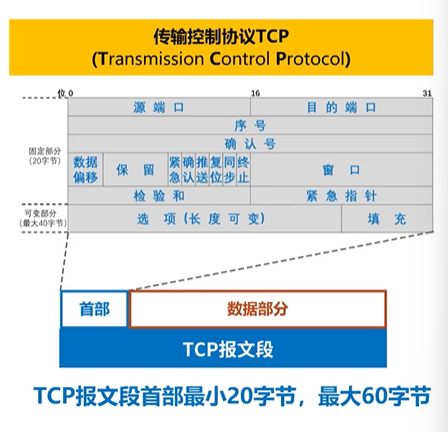 传输控制协议TCP
(Transmission Control Protocol)
位 0 16 31
源端口 目的端口
序号
确认号
固定部分
(20字节)
数据偏移 保留 紧急 确认 推送 复位 同步 终止 窗口
检验和 紧急指针
可变部分
(最大40字节)
选项(长度可变) 填充
首部 数据部分
TCP报文段
TCP报文段首部最小20字节，最大60字节